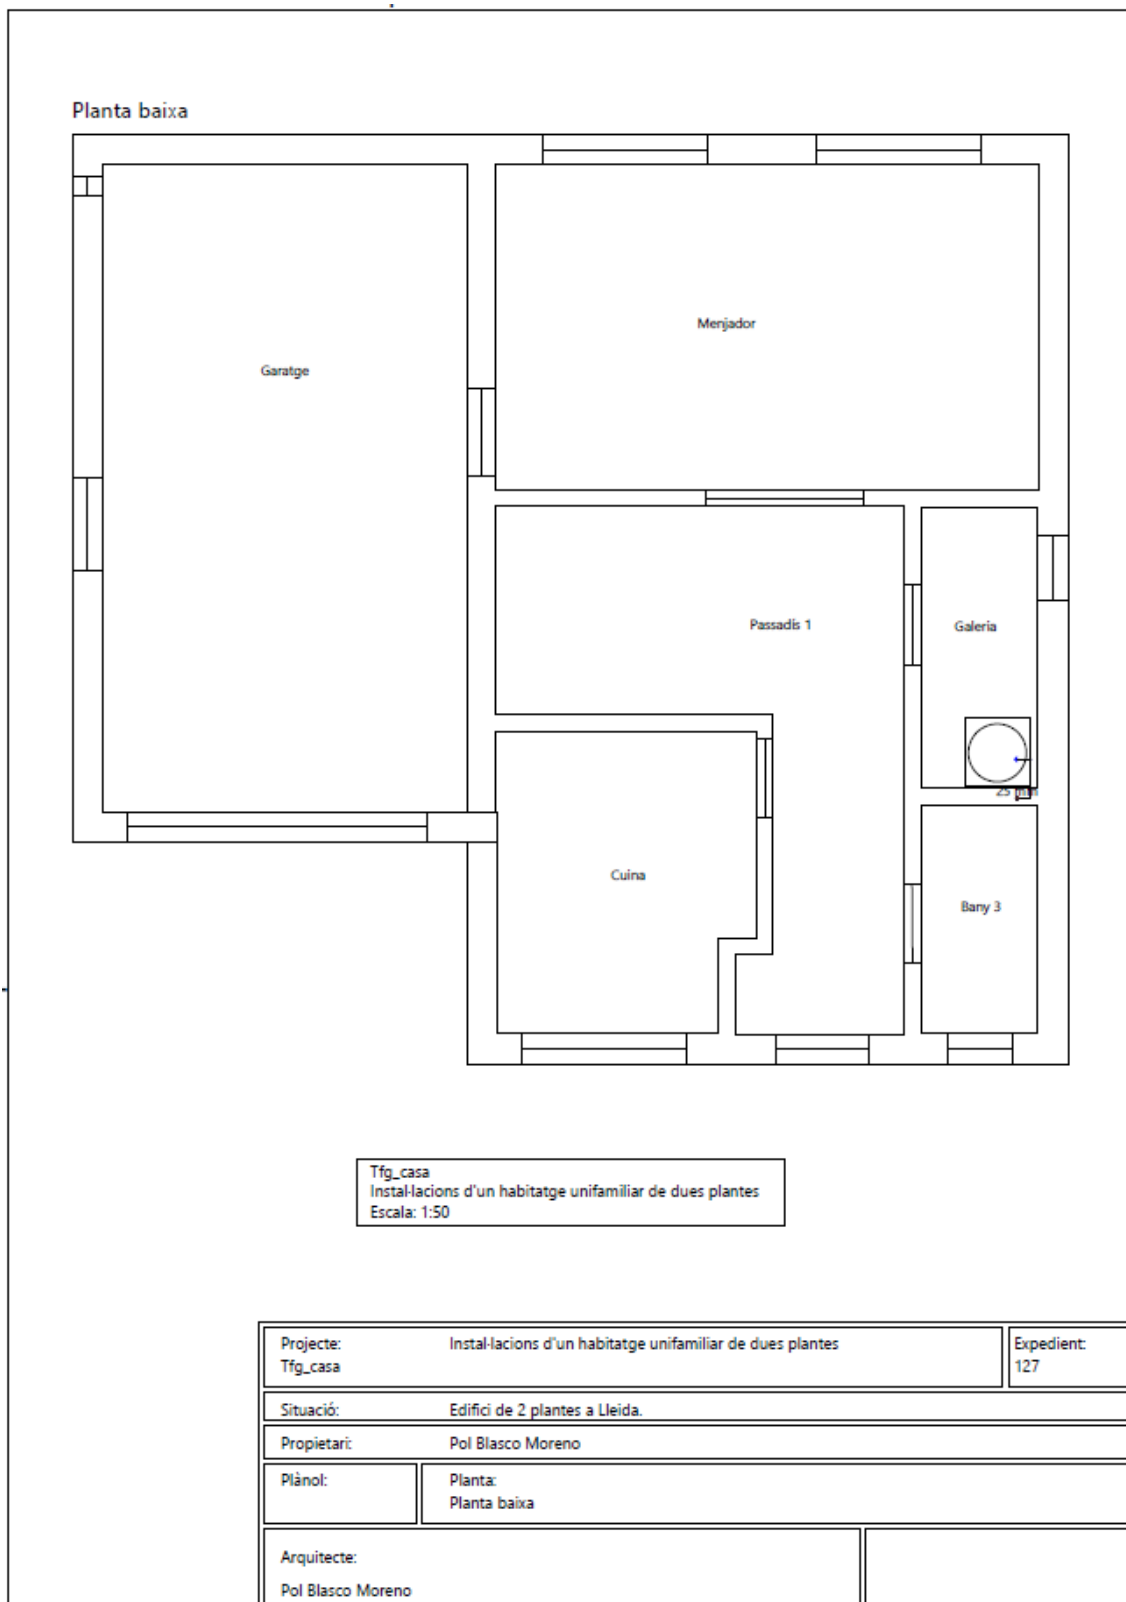 Planta baixa
Menjador
Garatge
Passadís 1
Galeria
25 mm
Cuina
Bany 3
Tfg_casa
Instal·lacions d'un habitatge unifamiliar de dues plantes
Escala: 1:50
Projecte: Instal·lacions d'un habitatge unifamiliar de dues plantes Expedient:
Tfg_casa 127
Situació: Edifici de 2 plantes a Lleida.
Propietari: Pol Blasco Moreno
Plànol: Planta:
Planta baixa
Arquitecte:
Pol Blasco Moreno